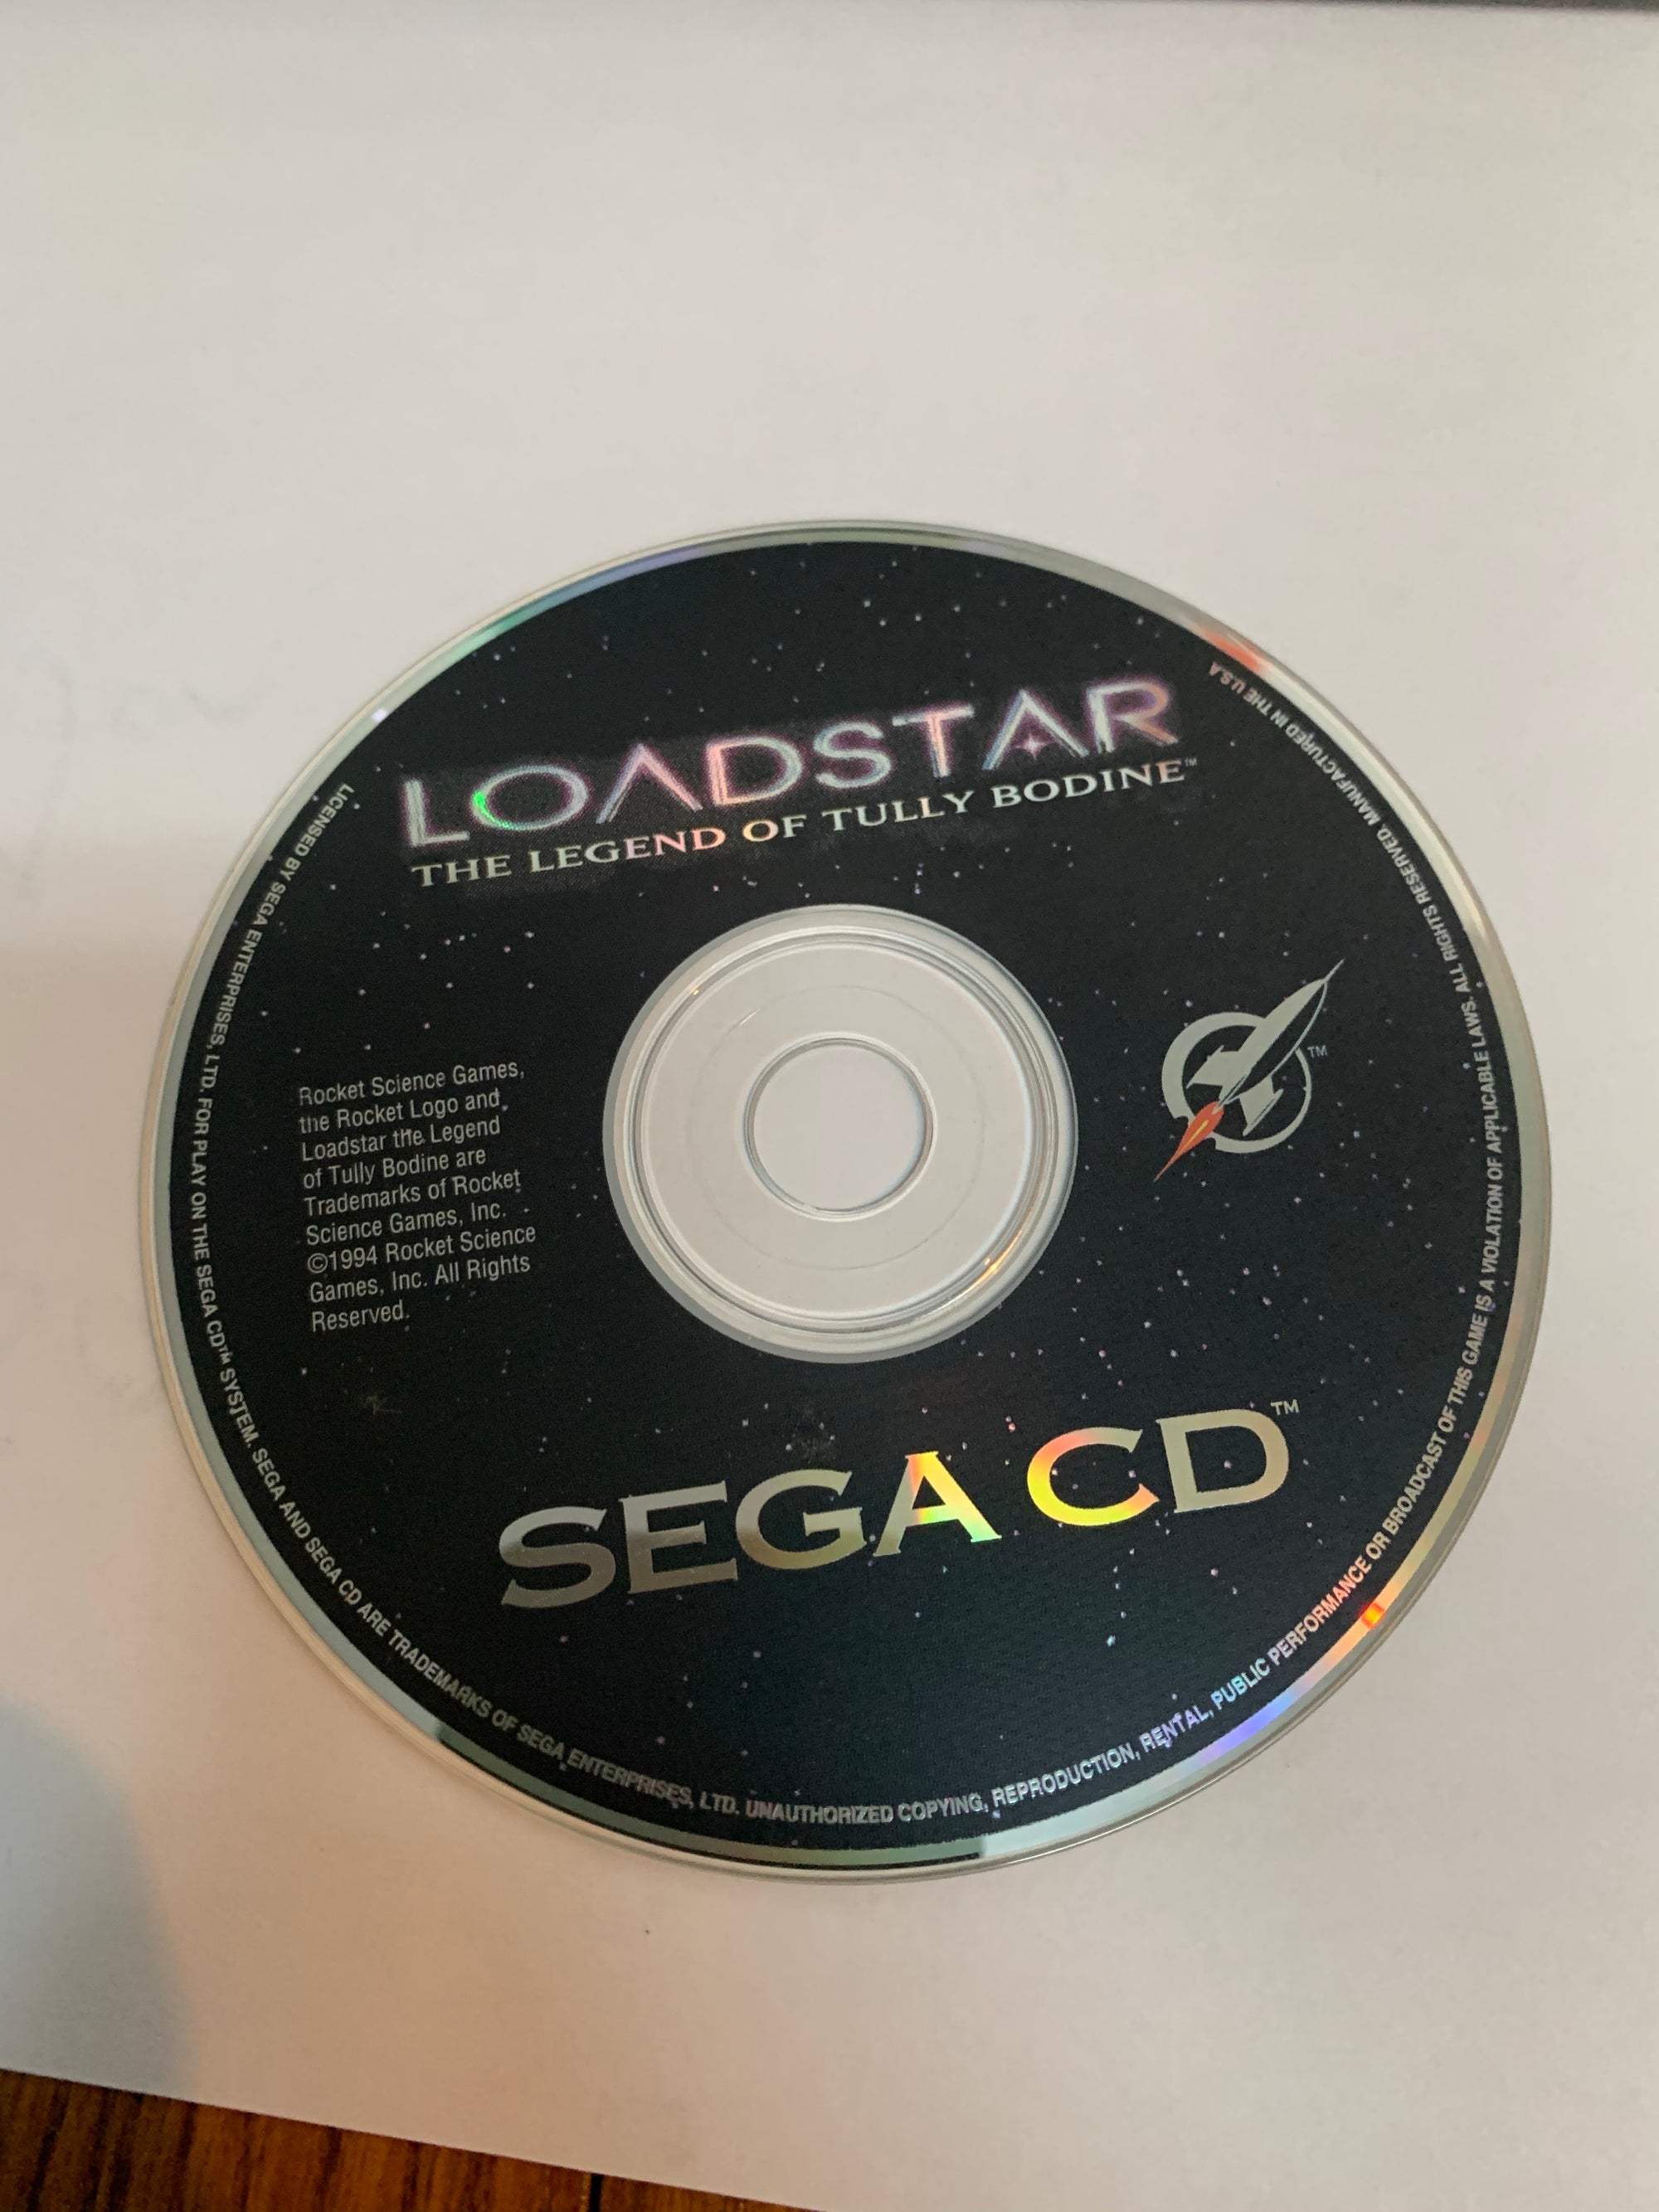 LOADSTAR
THE LEGEND OF TULLY BODINE™
Rocket Science Games,
the Rocket Logo and
Loadstar the Legend
of Tully Bodine are
Trademarks of Rocket
Science Games, Inc.
©1994 Rocket Science
Games, Inc. All Rights
Reserved.
TM
SEGA CD™
LICENSED BY SEGA ENTERPRISES, LTD. FOR PLAY ON THE SEGA CD™ SYSTEM. SEGA AND SEGA CD ARE TRADEMARKS OF SEGA ENTERPRISES, LTD. UNAUTHORIZED COPYING, REPRODUCTION, RENTAL, PUBLIC PERFORMANCE OR BROADCAST OF THIS GAME IS A VIOLATION OF APPLICABLE LAWS. ALL RIGHTS RESERVED. MANUFACTURED IN THE U.S.A